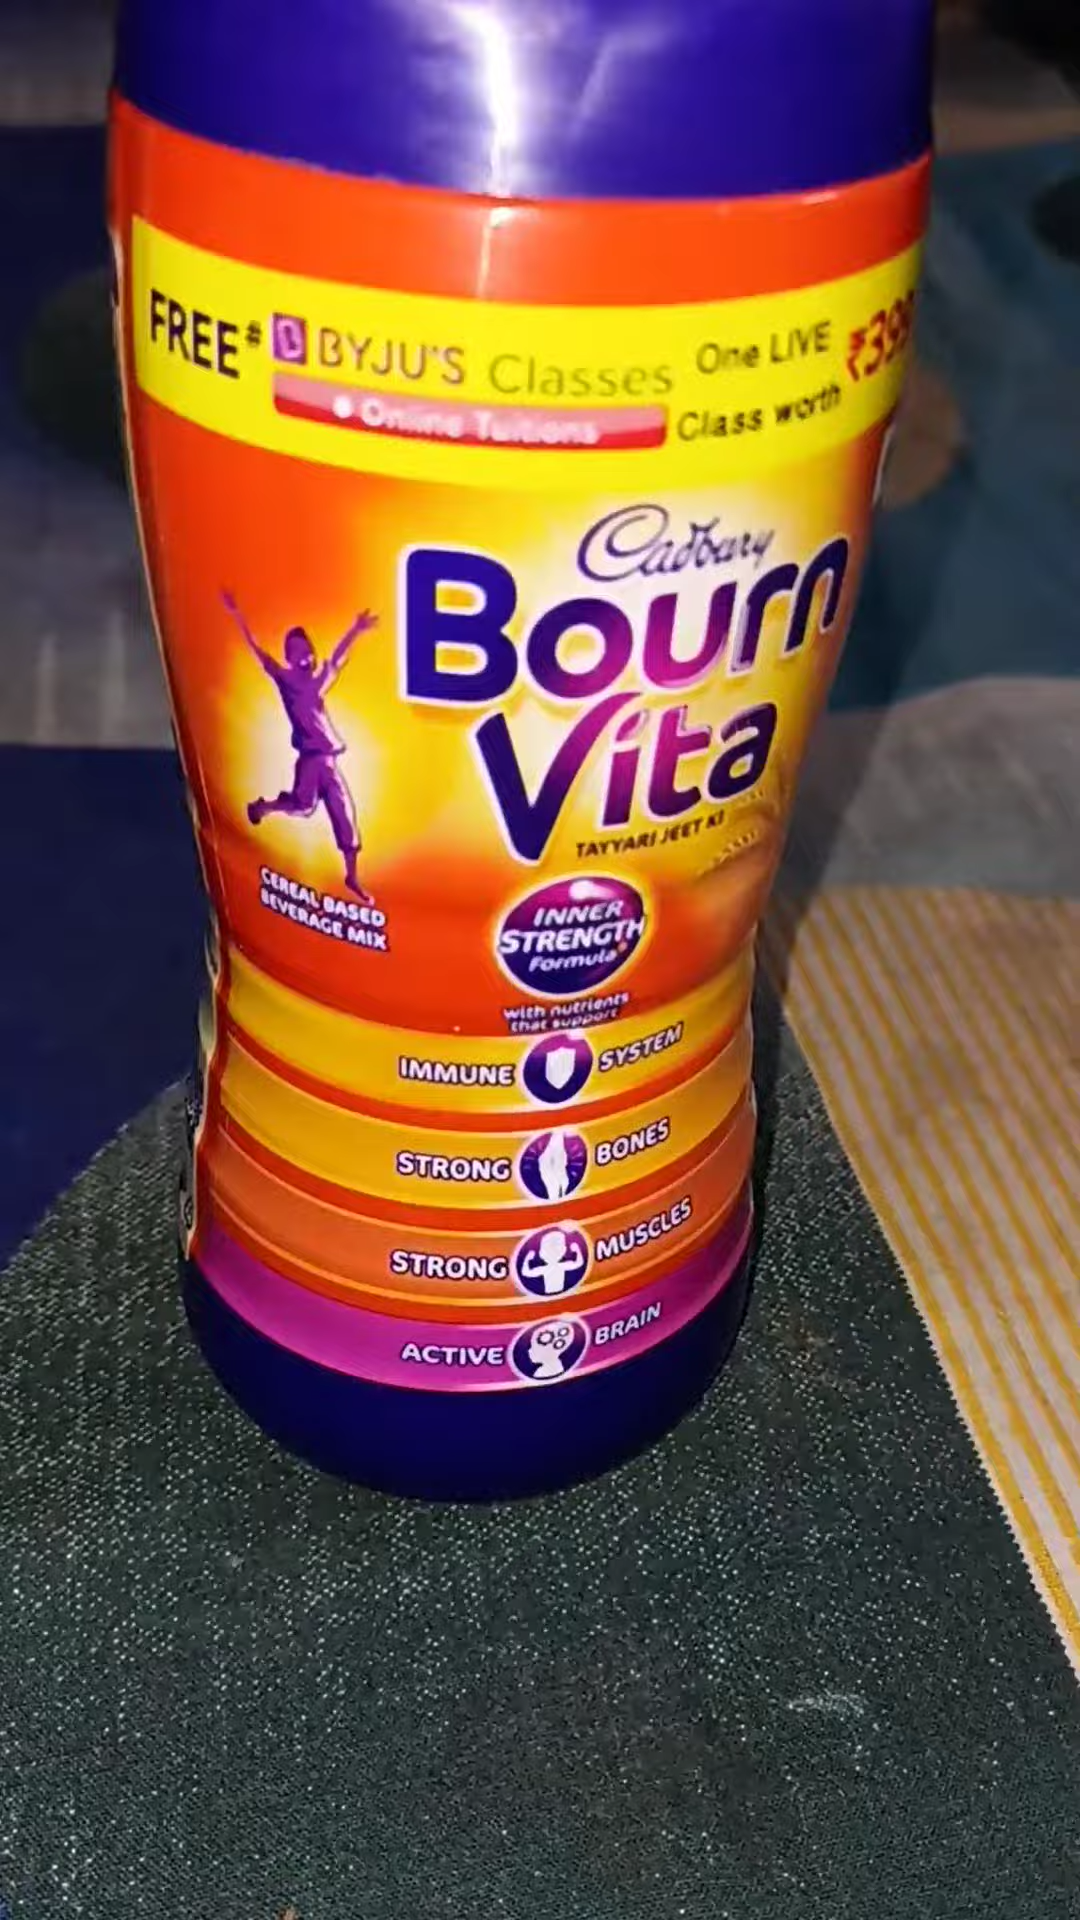 FREE# BYJU'S Classes
Online Tuitions
One LIVE
Class worth
Cadbury
Bourn
Vita
TAYYARI JEET KI
CEREAL BASED
BEVERAGE MIX
INNER
STRENGTH
Formula*
with nutrients
that support
IMMUNE SYSTEM
STRONG BONES
STRONG MUSCLES
ACTIVE BRAIN